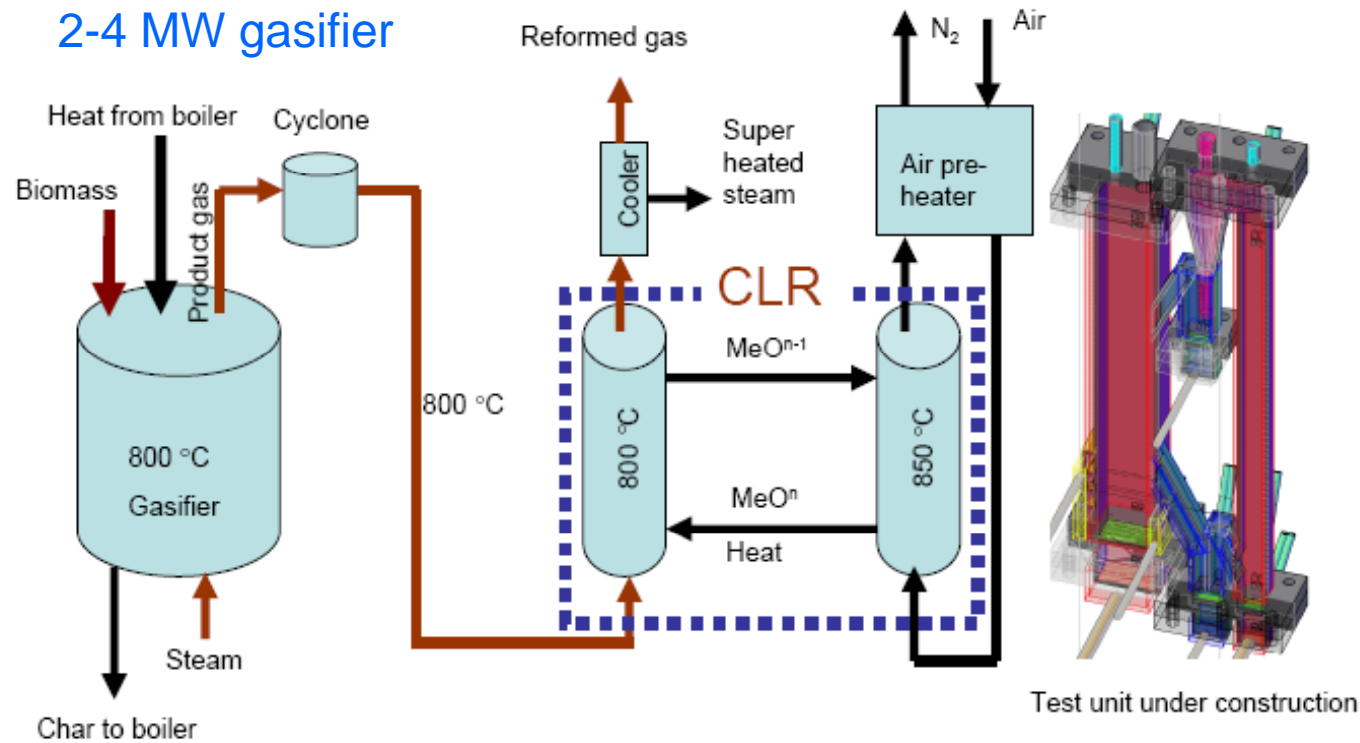 2-4 MW gasifier
Reformed gas
N₂
Air
Heat from boiler
Cyclone
Biomass
Product gas
Cooler
Super
heated
steam
Air pre-
heater
CLR
800 °C
Gasifier
800 °C
800 °C
MeOⁿ⁻¹
MeOⁿ
Heat
850 °C
Steam
Char to boiler
Test unit under construction